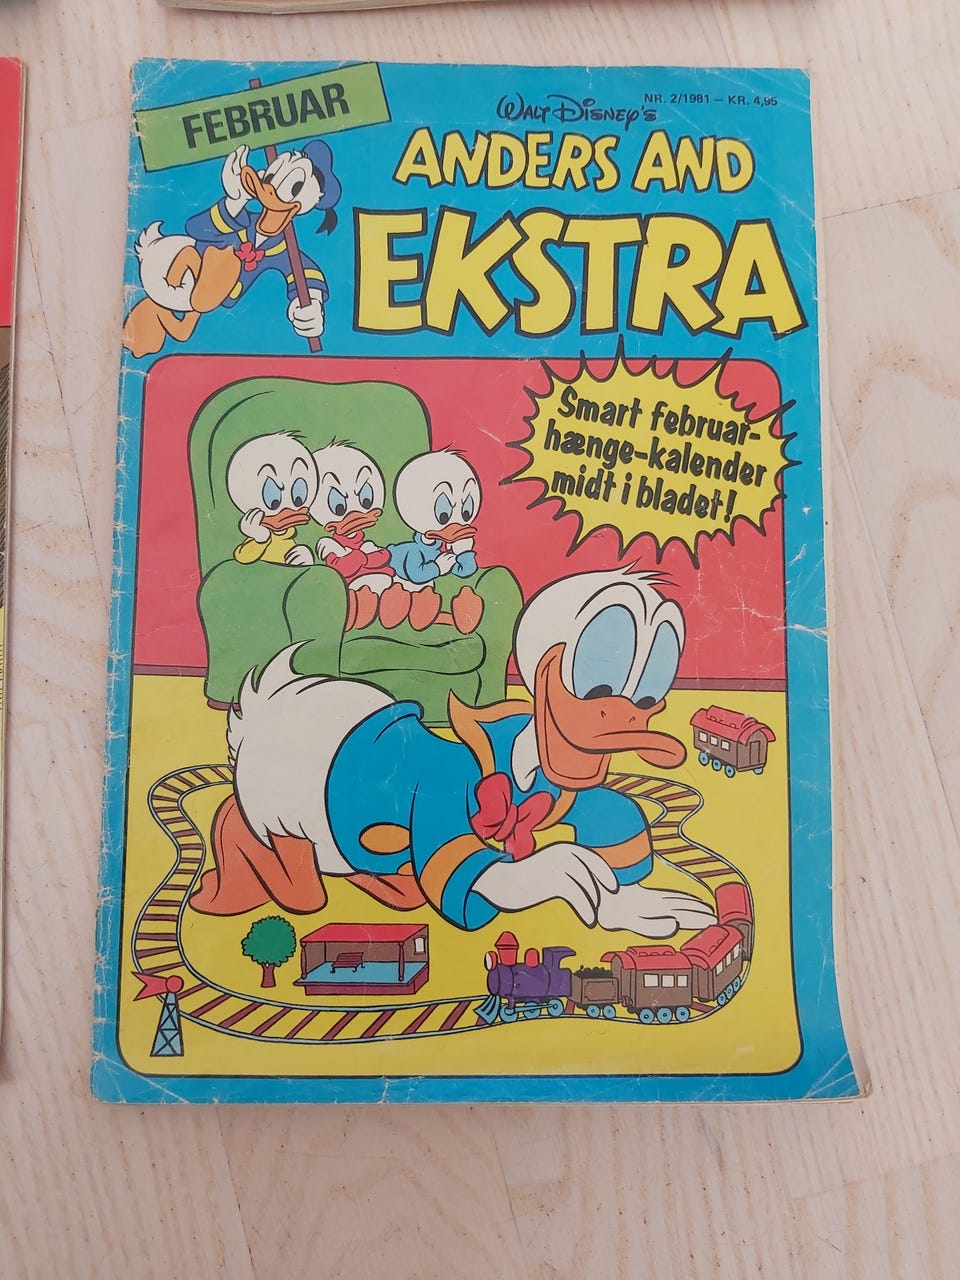 FEBRUAR
NR. 2/1981 – KR. 4,95
WALT DISNEY'S
ANDERS AND
EKSTRA
Smart februar-
hænge-kalender
midt i bladet!